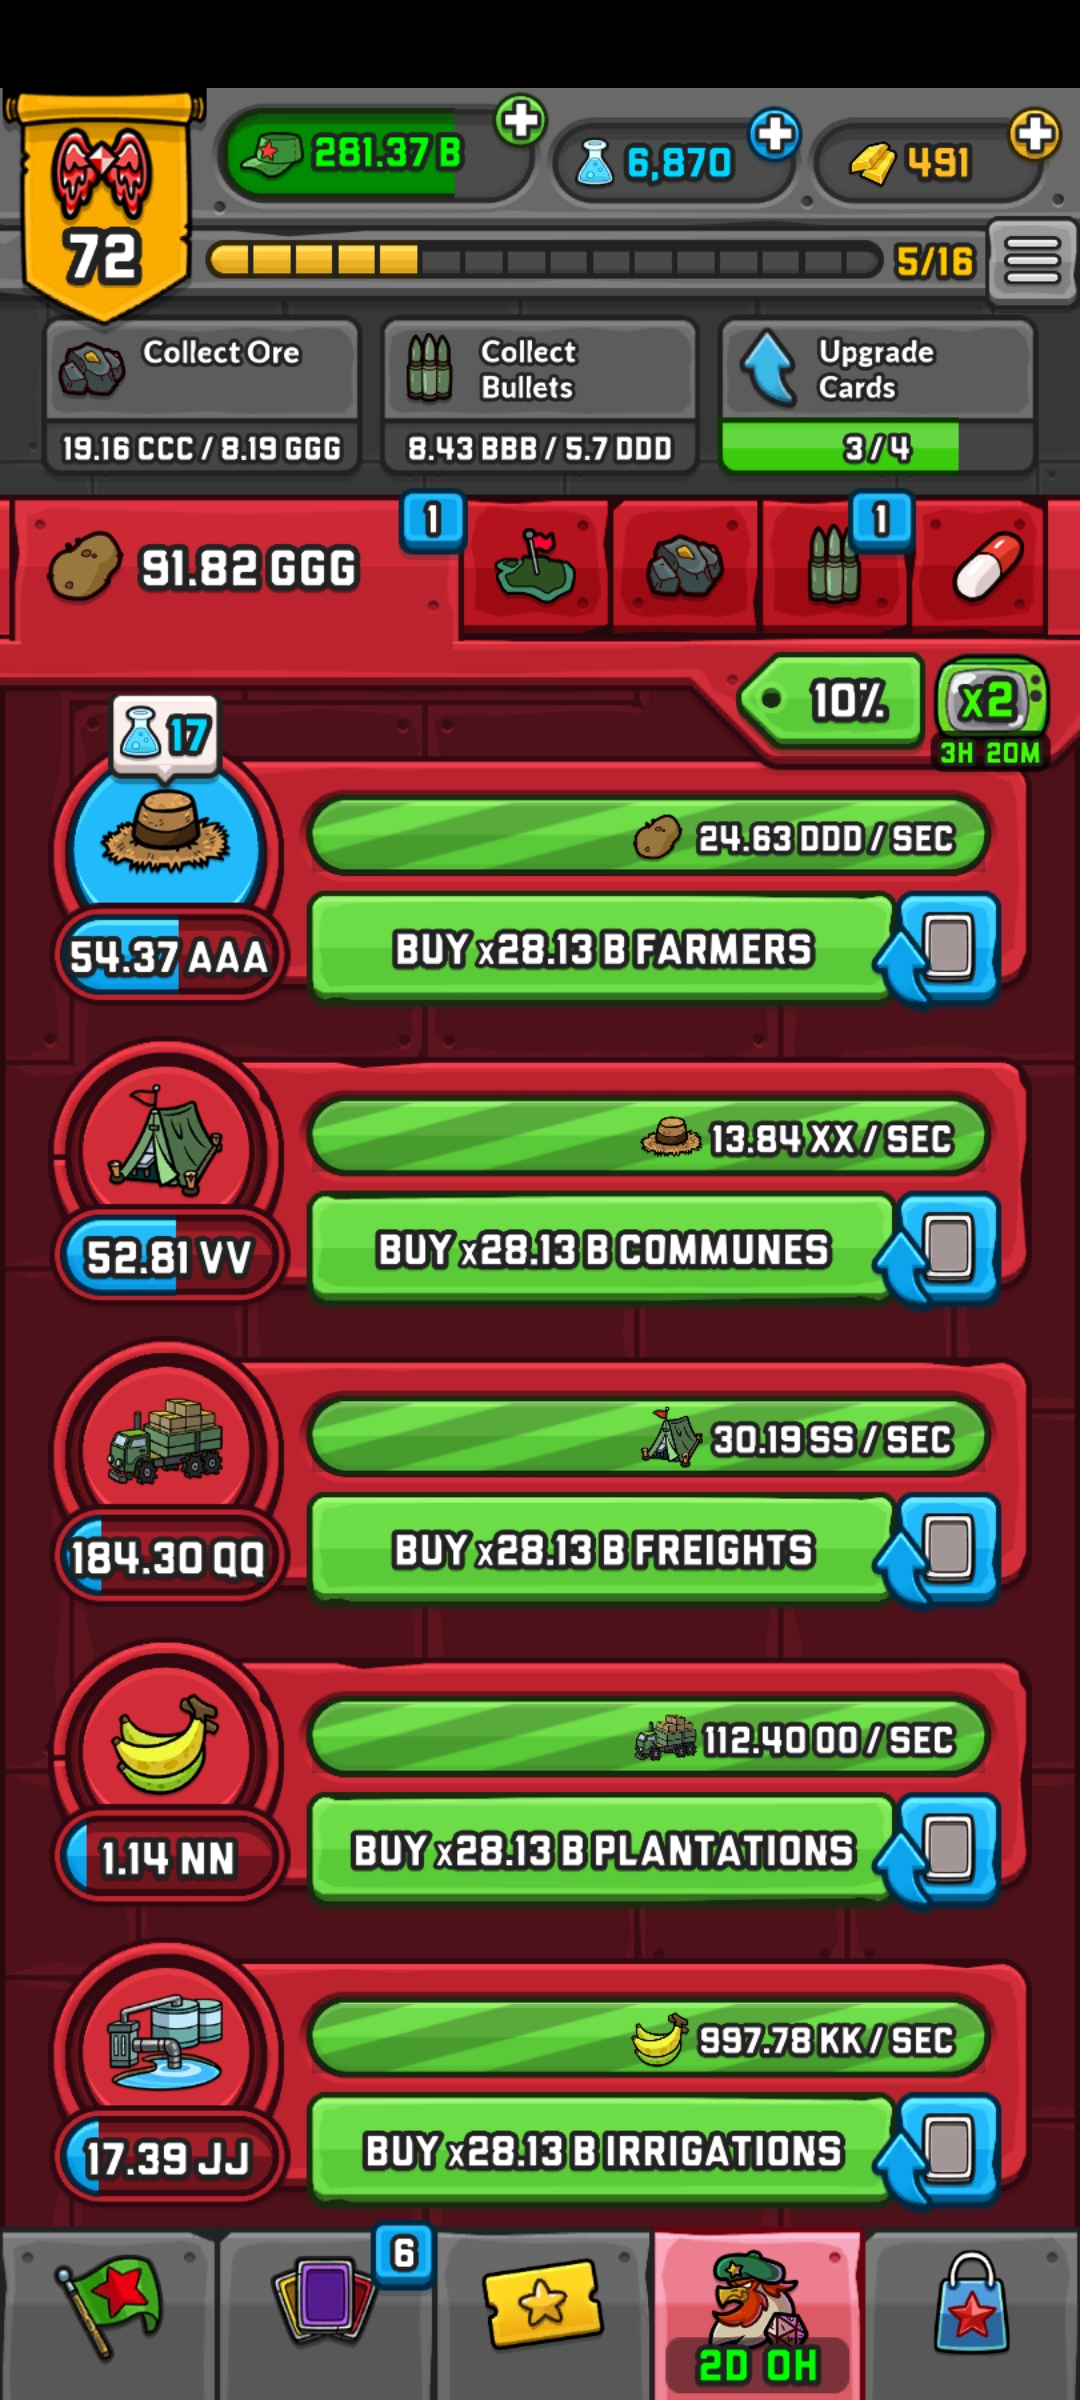 281.37 B
6,870
491
72
5/16
Collect Ore
19.16 CCC / 8.19 GGG
Collect
Bullets
8.43 BBB / 5.7 DDD
Upgrade
Cards
3/4
91.82 GGG
1
1
10%
x2
3H 20M
17
24.63 DDD / SEC
54.37 AAA
BUY x28.13 B FARMERS
13.84 XX / SEC
52.81 VV
BUY x28.13 B COMMUNES
30.19 SS / SEC
184.30 QQ
BUY x28.13 B FREIGHTS
112.40 OO / SEC
1.14 NN
BUY x28.13 B PLANTATIONS
997.78 KK / SEC
17.39 JJ
BUY x28.13 B IRRIGATIONS
6
2D 0H